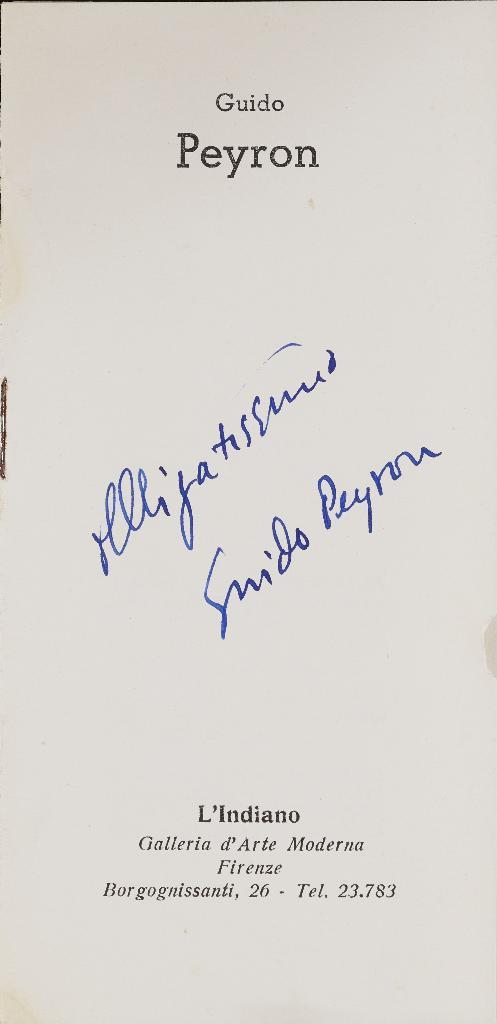 Guido
Peyron
obbligatissimo
Guido Peyron
L'Indiano
Galleria d'Arte Moderna
Firenze
Borgognissanti, 26 - Tel. 23.783